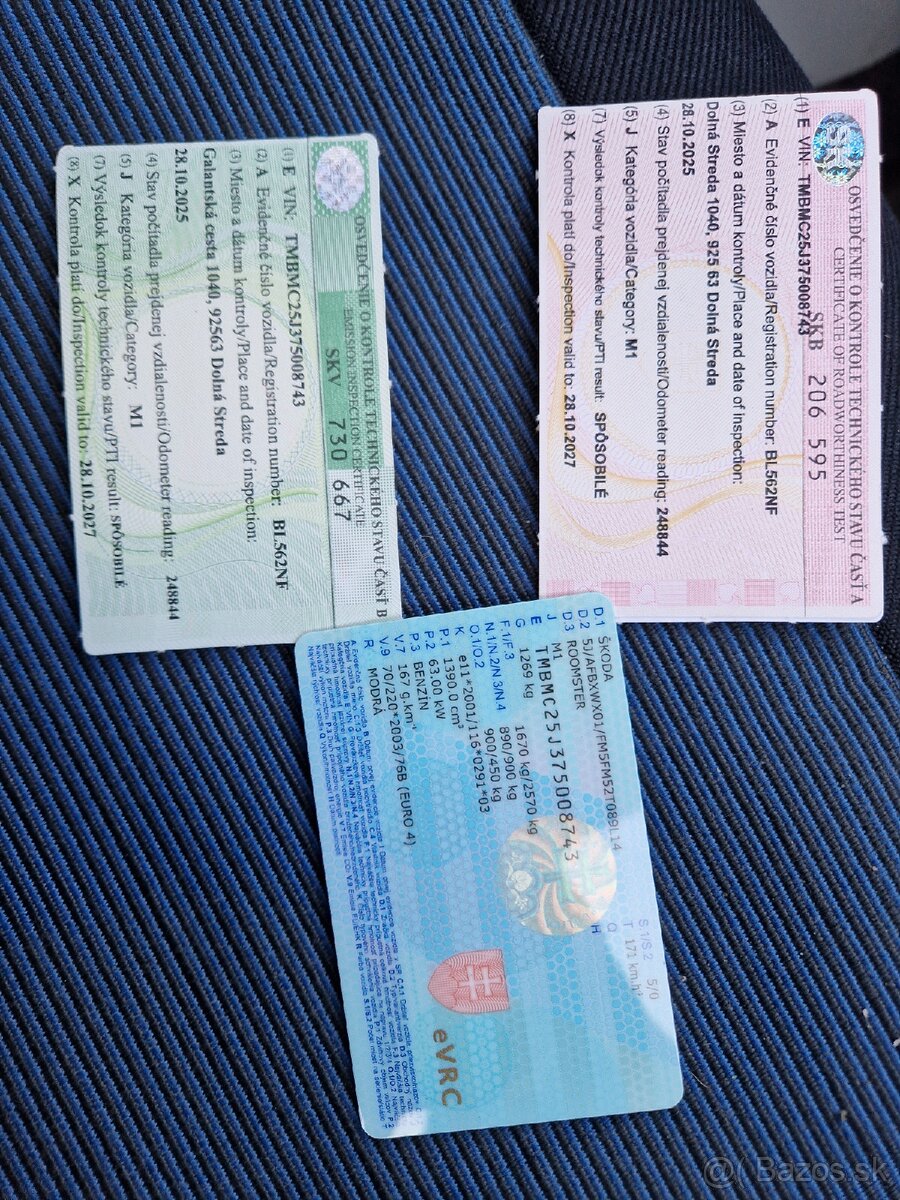 OSVEDČENIE O KONTROLE TECHNICKÉHO STAVU ČASŤ B
EMISSION INSPECTION CERTIFICATE
SKV 730 667
(1) E VIN: TMBMC25J375008743
(2) A Evidenčné číslo vozidla/Registration number: BL562NF
(3) Miesto a dátum kontroly/Place and date of inspection:
Galantská cesta 1040, 92563 Dolná Streda
28.10.2025
(4) Stav počítadla prejdenej vzdialenosti/Odometer reading: 248844
(5) J Kategória vozidla/Category: M1
(7) Výsledok kontroly technického stavu/PTI result: SPÔSOBILÉ
(8) X Kontrola platí do/Inspection valid to: 28.10.2027
OSVEDČENIE O KONTROLE TECHNICKÉHO STAVU ČASŤ A
CERTIFICATE OF ROADWORTHINESS TEST
SKB 206 595
(1) E VIN: TMBMC25J375008743
(2) A Evidenčné číslo vozidla/Registration number: BL562NF
(3) Miesto a dátum kontroly/Place and date of Inspection:
Dolná Streda 1040, 925 63 Dolná Streda
28.10.2025
(4) Stav počítadla prejdenej vzdialenosti/Odometer reading: 248844
(5) J Kategória vozidla/Category: M1
(7) Výsledok kontroly technického stavu/PTI result: SPÔSOBILÉ
(8) X Kontrola platí do/Inspection valid to: 28.10.2027
D.1 ŠKODA
D.2 5J/AFBXWX01/FM5FM52T089L114
D.3 ROOMSTER
J M1
E TMBMC25J375008743
G 1269 kg
F.1/F.3 1670 kg/2570 kg
N.1/N.2/N.3/N.4 890/900 kg
O.1/O.2 900/450 kg
K e11*2001/116*0291*03
P.1 1390.0 cm³
P.2 63.00 kW
P.3 BENZÍN
V.7 167 g.km⁻¹
V.9 70/220*2003/76B (EURO 4)
R MODRÁ
S.1/S.2 5/0
T 171 km.h⁻¹
Q
H
eVRC
Bazos.sk